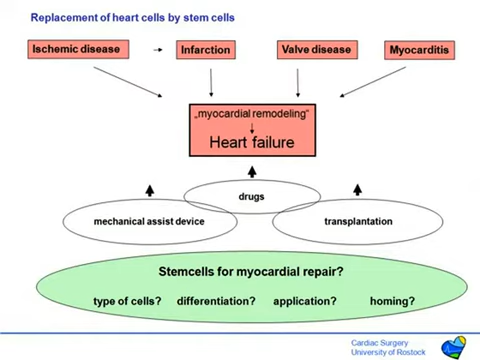 Replacement of heart cells by stem cells
Ischemic disease
Infarction
Valve disease
Myocarditis
„myocardial remodeling“
Heart failure
drugs
mechanical assist device
transplantation
Stemcells for myocardial repair?
type of cells? differentiation? application? homing?
Cardiac Surgery
University of Rostock